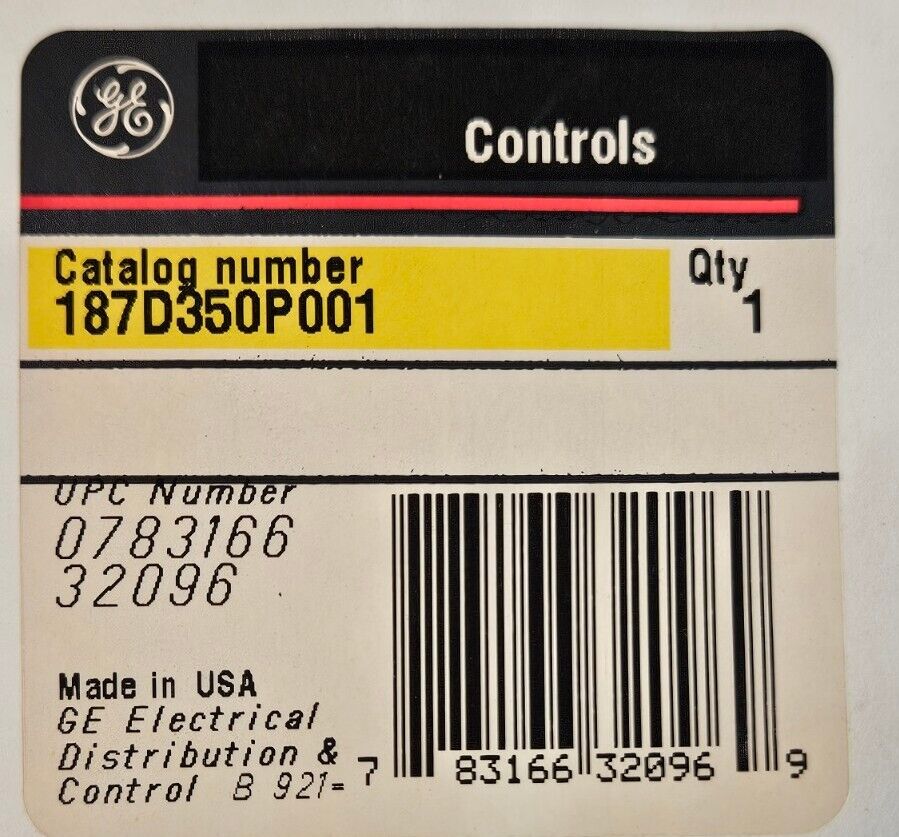 GE
Controls
Catalog number
187D350P001
Qty
1
UPC Number
0783166
32096
Made in USA
GE Electrical
Distribution &
Control B 921=
7 83166 32096 9